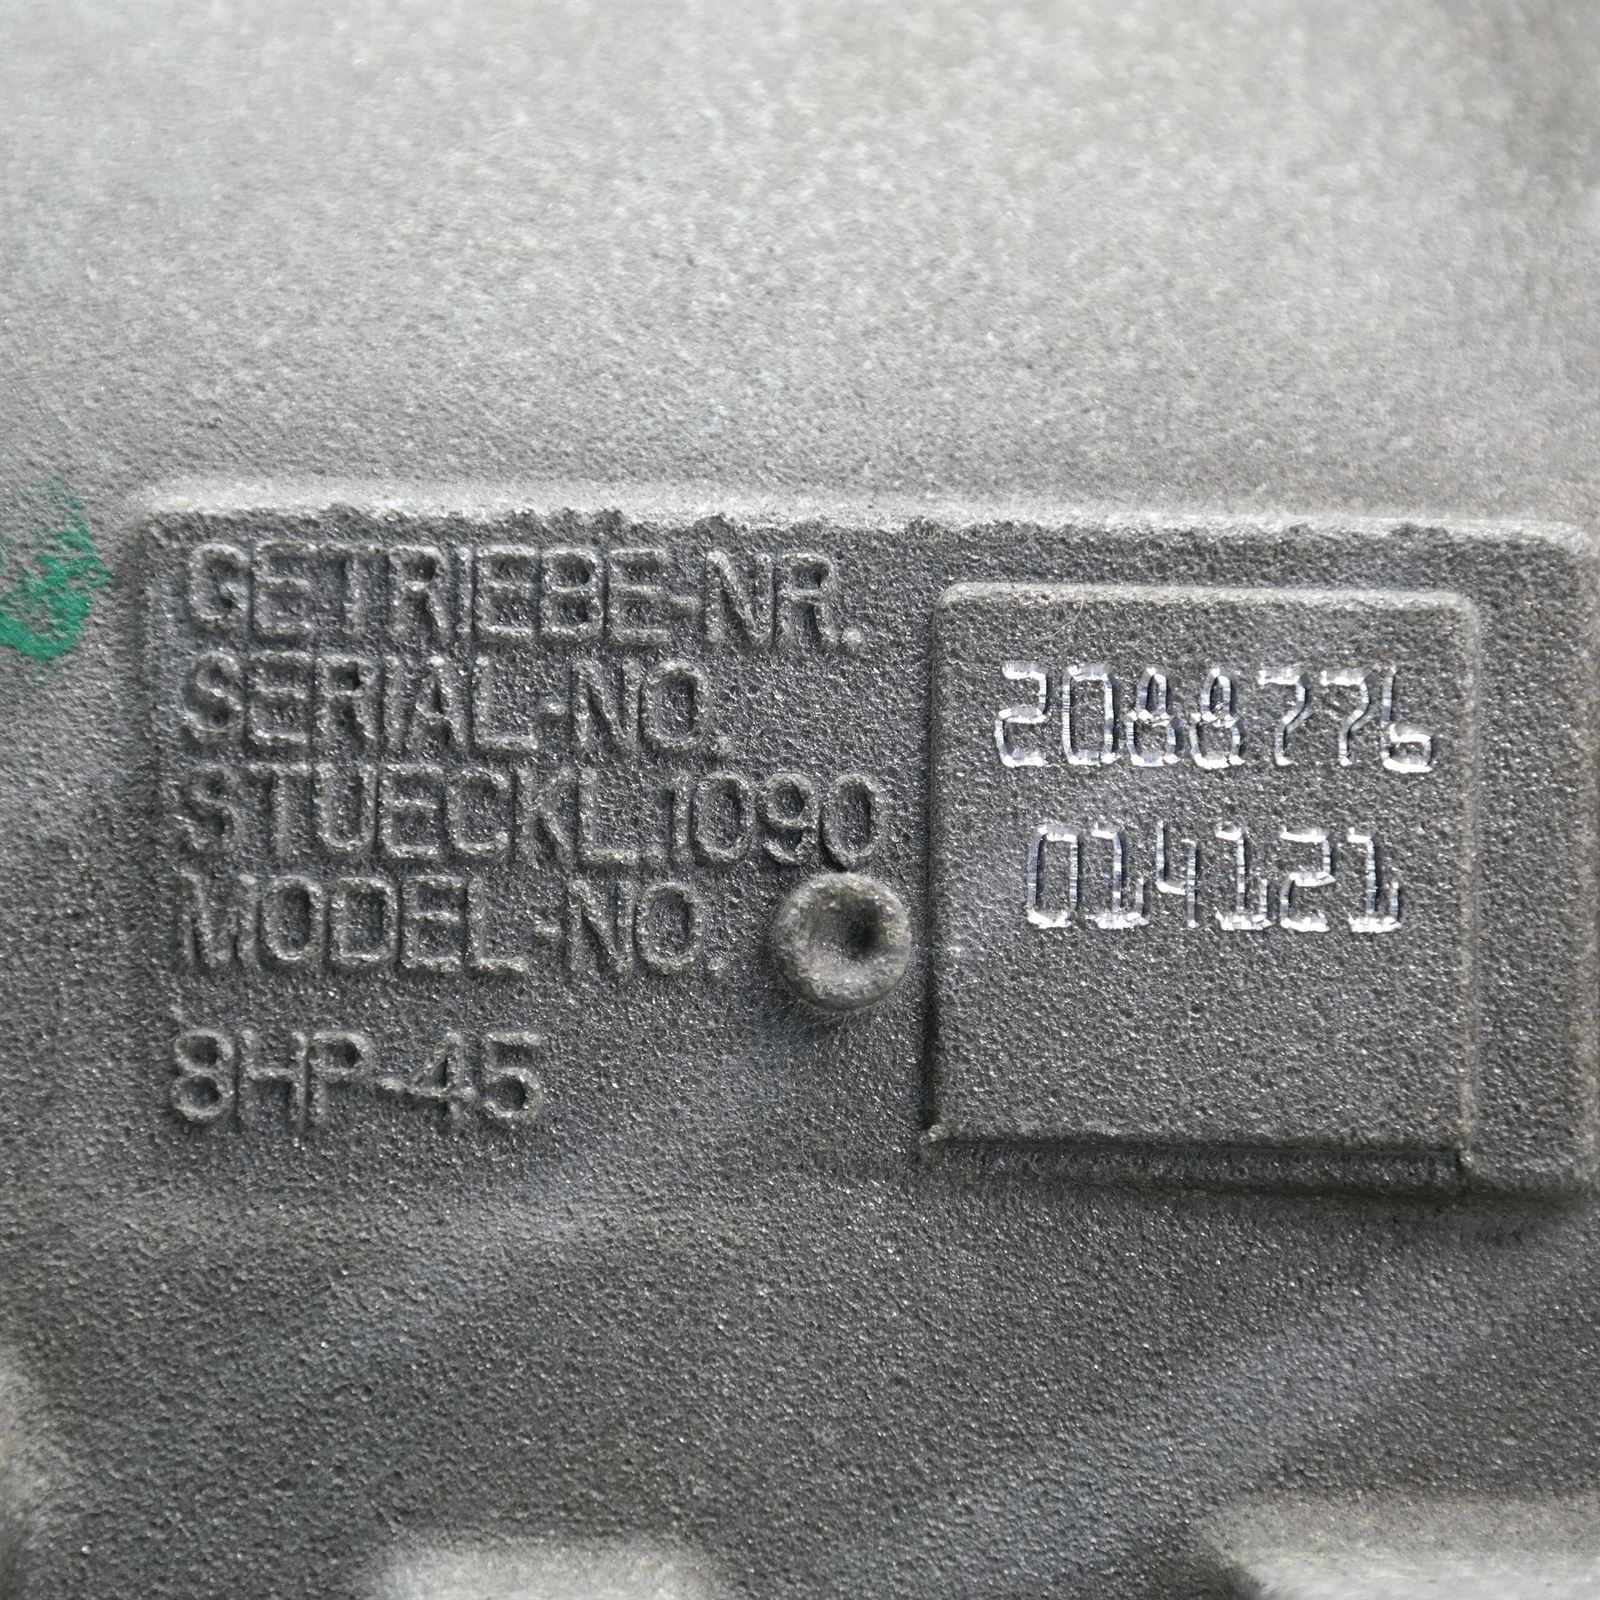 GETRIEBE-NR.
SERIAL-NO.
STUECKL.1090
MODEL-NO.
8HP-45
2088776
014121